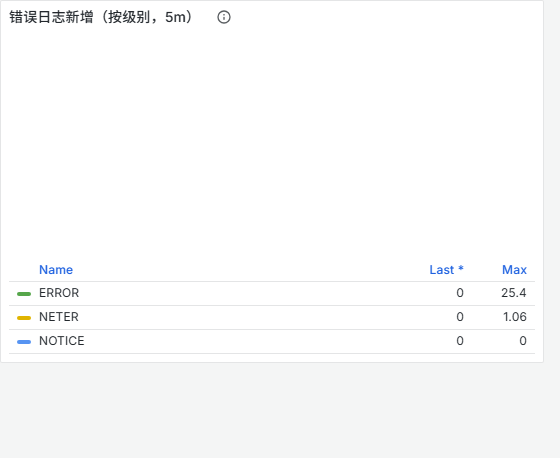 错误日志新增（按级别，5m）
Name Last * Max
ERROR 0 25.4
NETER 0 1.06
NOTICE 0 0